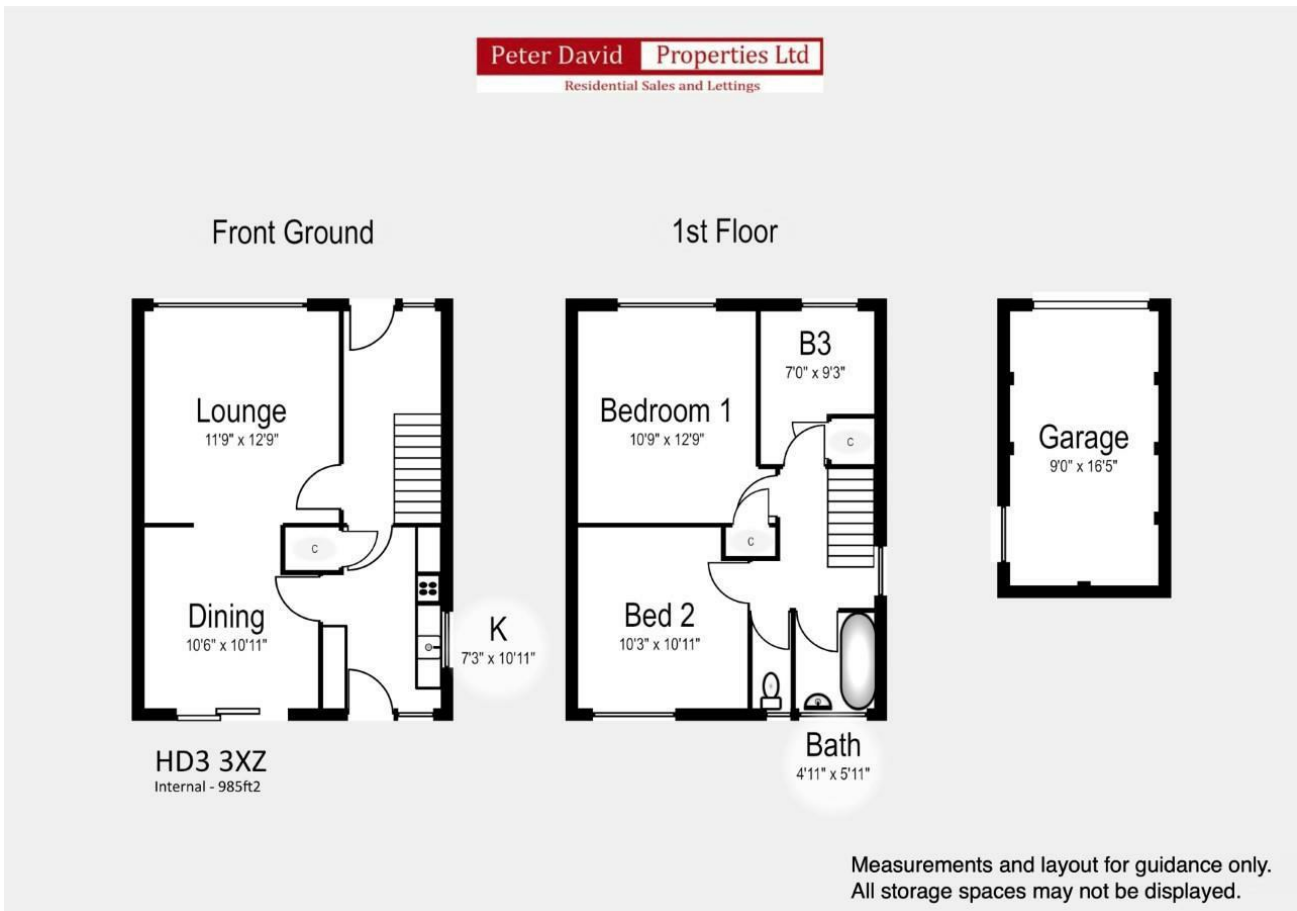 Peter David Properties Ltd
Residential Sales and Lettings
Front Ground
1st Floor
Lounge
11'9" x 12'9"
C
Dining
10'6" x 10'11"
K
7'3" x 10'11"
HD3 3XZ
Internal - 985ft2
Bedroom 1
10'9" x 12'9"
B3
7'0" x 9'3"
C
C
Bed 2
10'3" x 10'11"
Bath
4'11" x 5'11"
Garage
9'0" x 16'5"
Measurements and layout for guidance only.
All storage spaces may not be displayed.